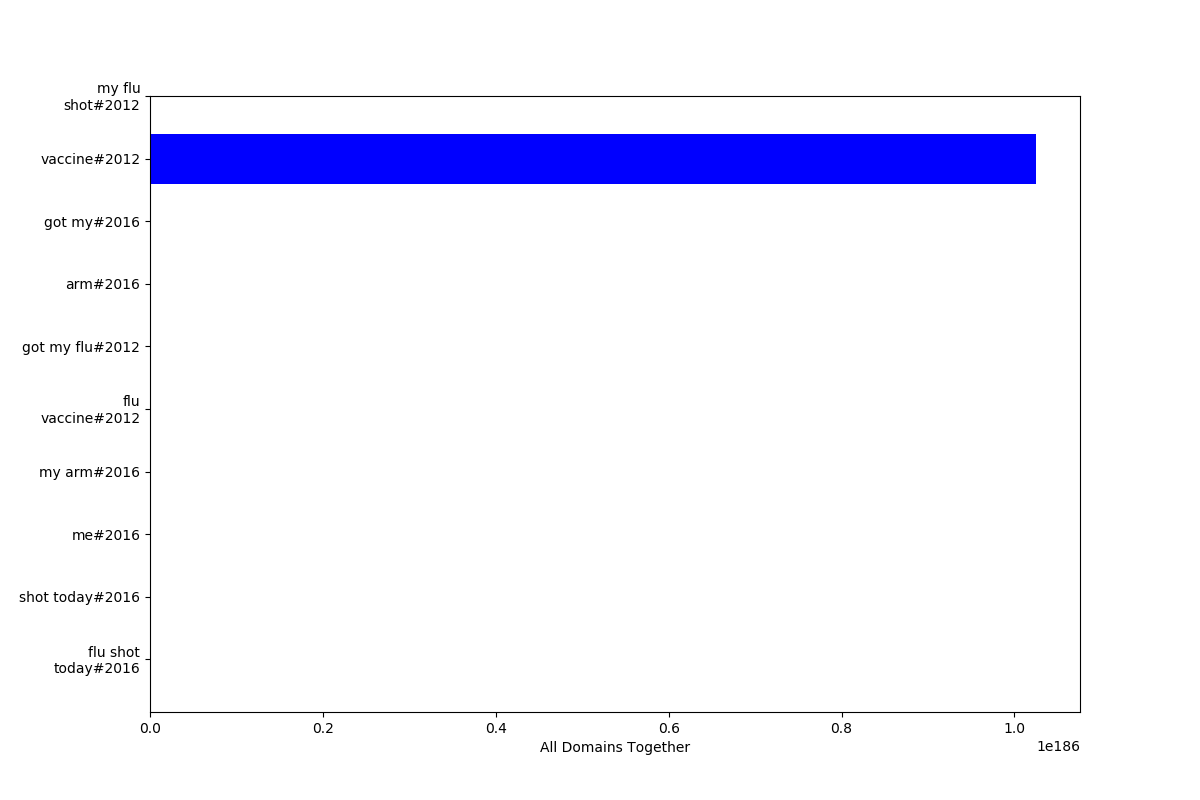 my flu
shot#2012
vaccine#2012
got my#2016
arm#2016
got my flu#2012
flu
vaccine#2012
my arm#2016
me#2016
shot today#2016
flu shot
today#2016
0.0 0.2 0.4 0.6 0.8 1.0
1e186
All Domains Together